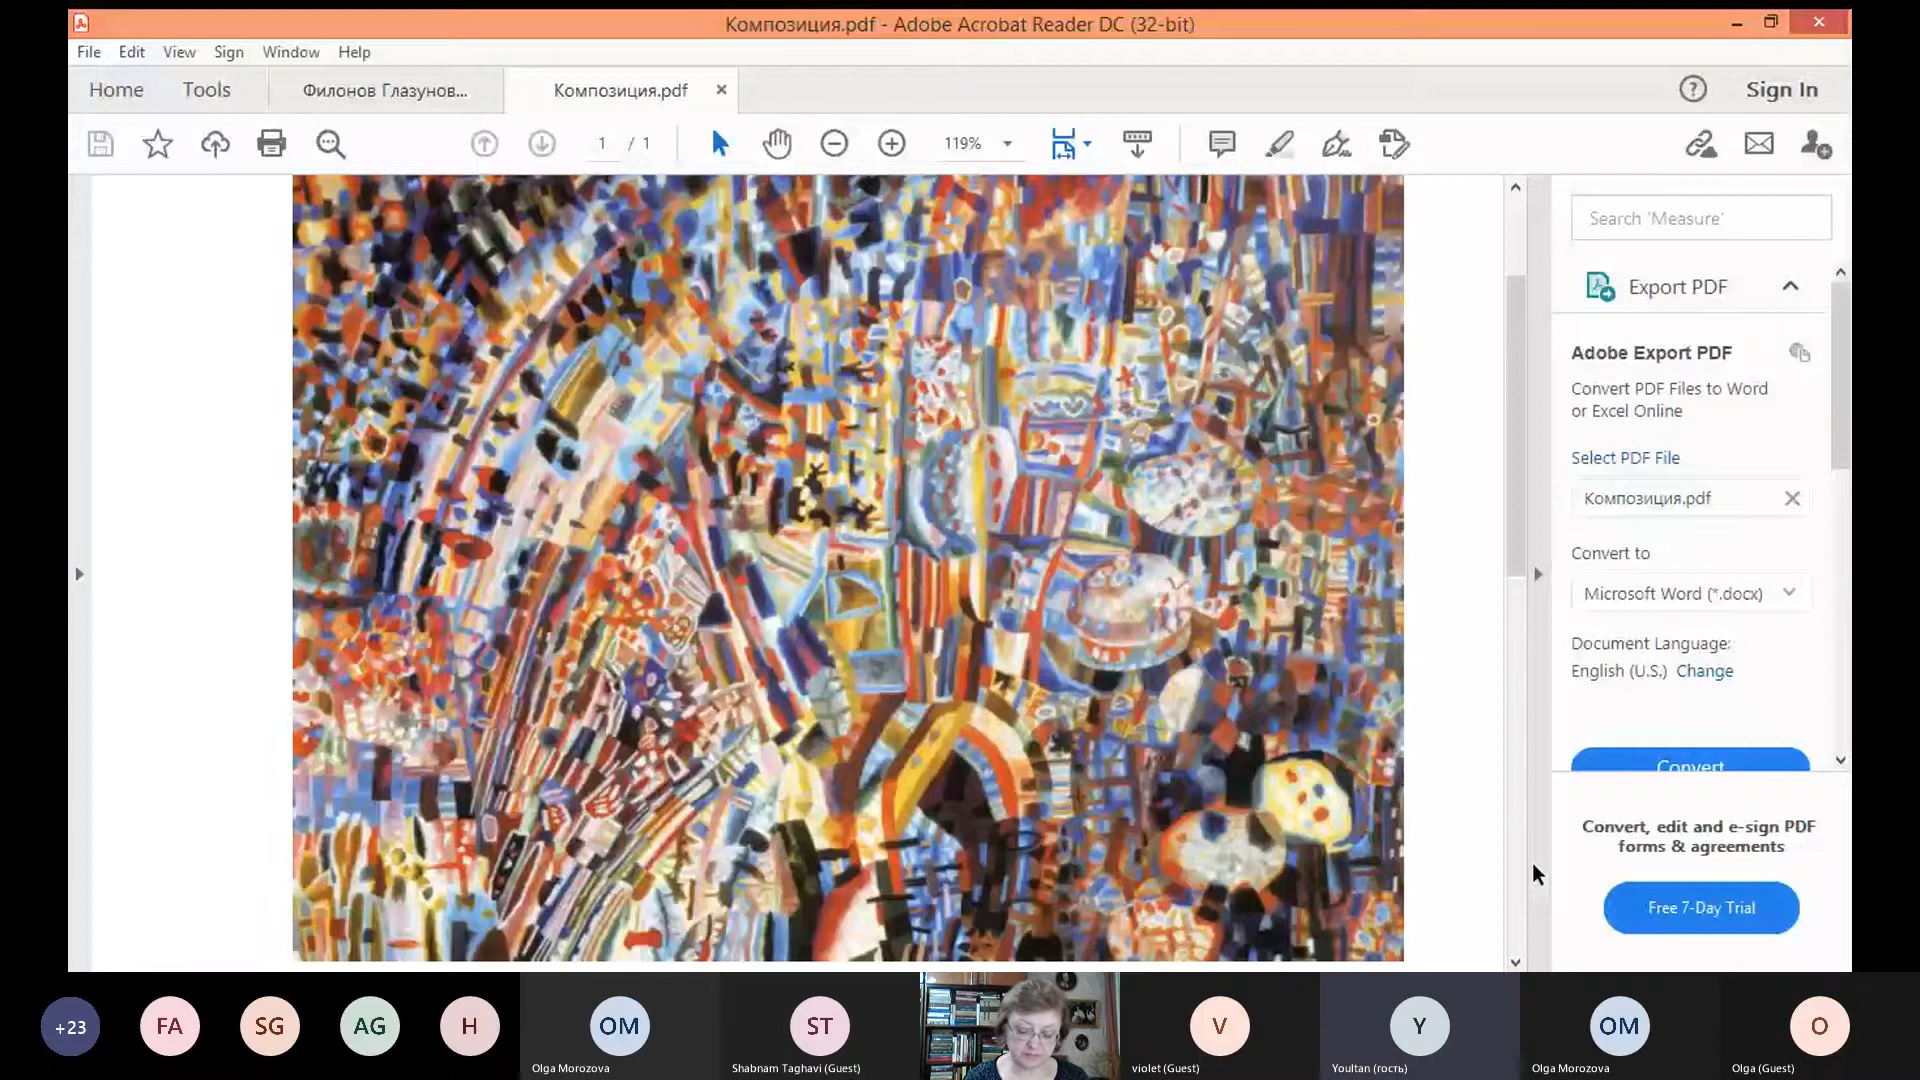 Композиция.pdf - Adobe Acrobat Reader DC (32-bit)
File Edit View Sign Window Help
Home Tools Филонов Глазунов... Композиция.pdf Sign In
1 / 1 119%
Search 'Measure'
Export PDF
Adobe Export PDF
Convert PDF Files to Word
or Excel Online
Select PDF File
Композиция.pdf
Convert to
Microsoft Word (*.docx)
Document Language:
English (U.S.) Change
Convert
Convert, edit and e-sign PDF
forms & agreements
Free 7-Day Trial
+23 FA SG AG H OM ST V Y OM O
Olga Morozova Shabnam Taghavi (Guest) violet (Guest) Youltan (гость) Olga Morozova Olga (Guest)